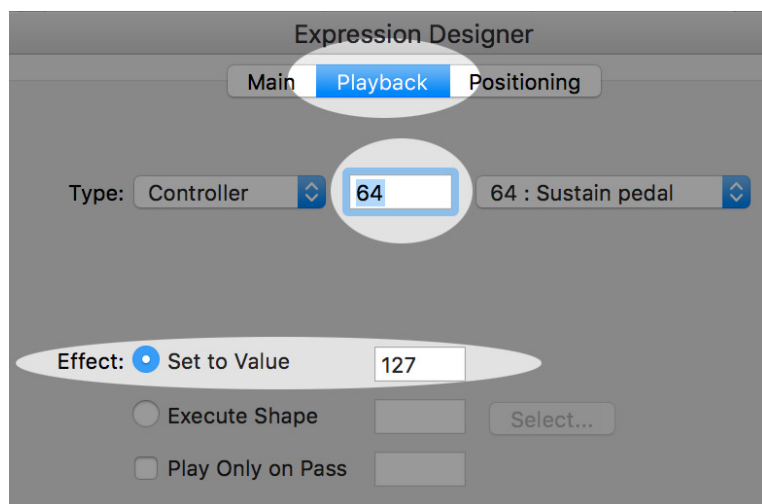 Expression Designer
Main Playback Positioning
Type: Controller 64 64 : Sustain pedal
Effect: Set to Value 127
Execute Shape Select...
Play Only on Pass